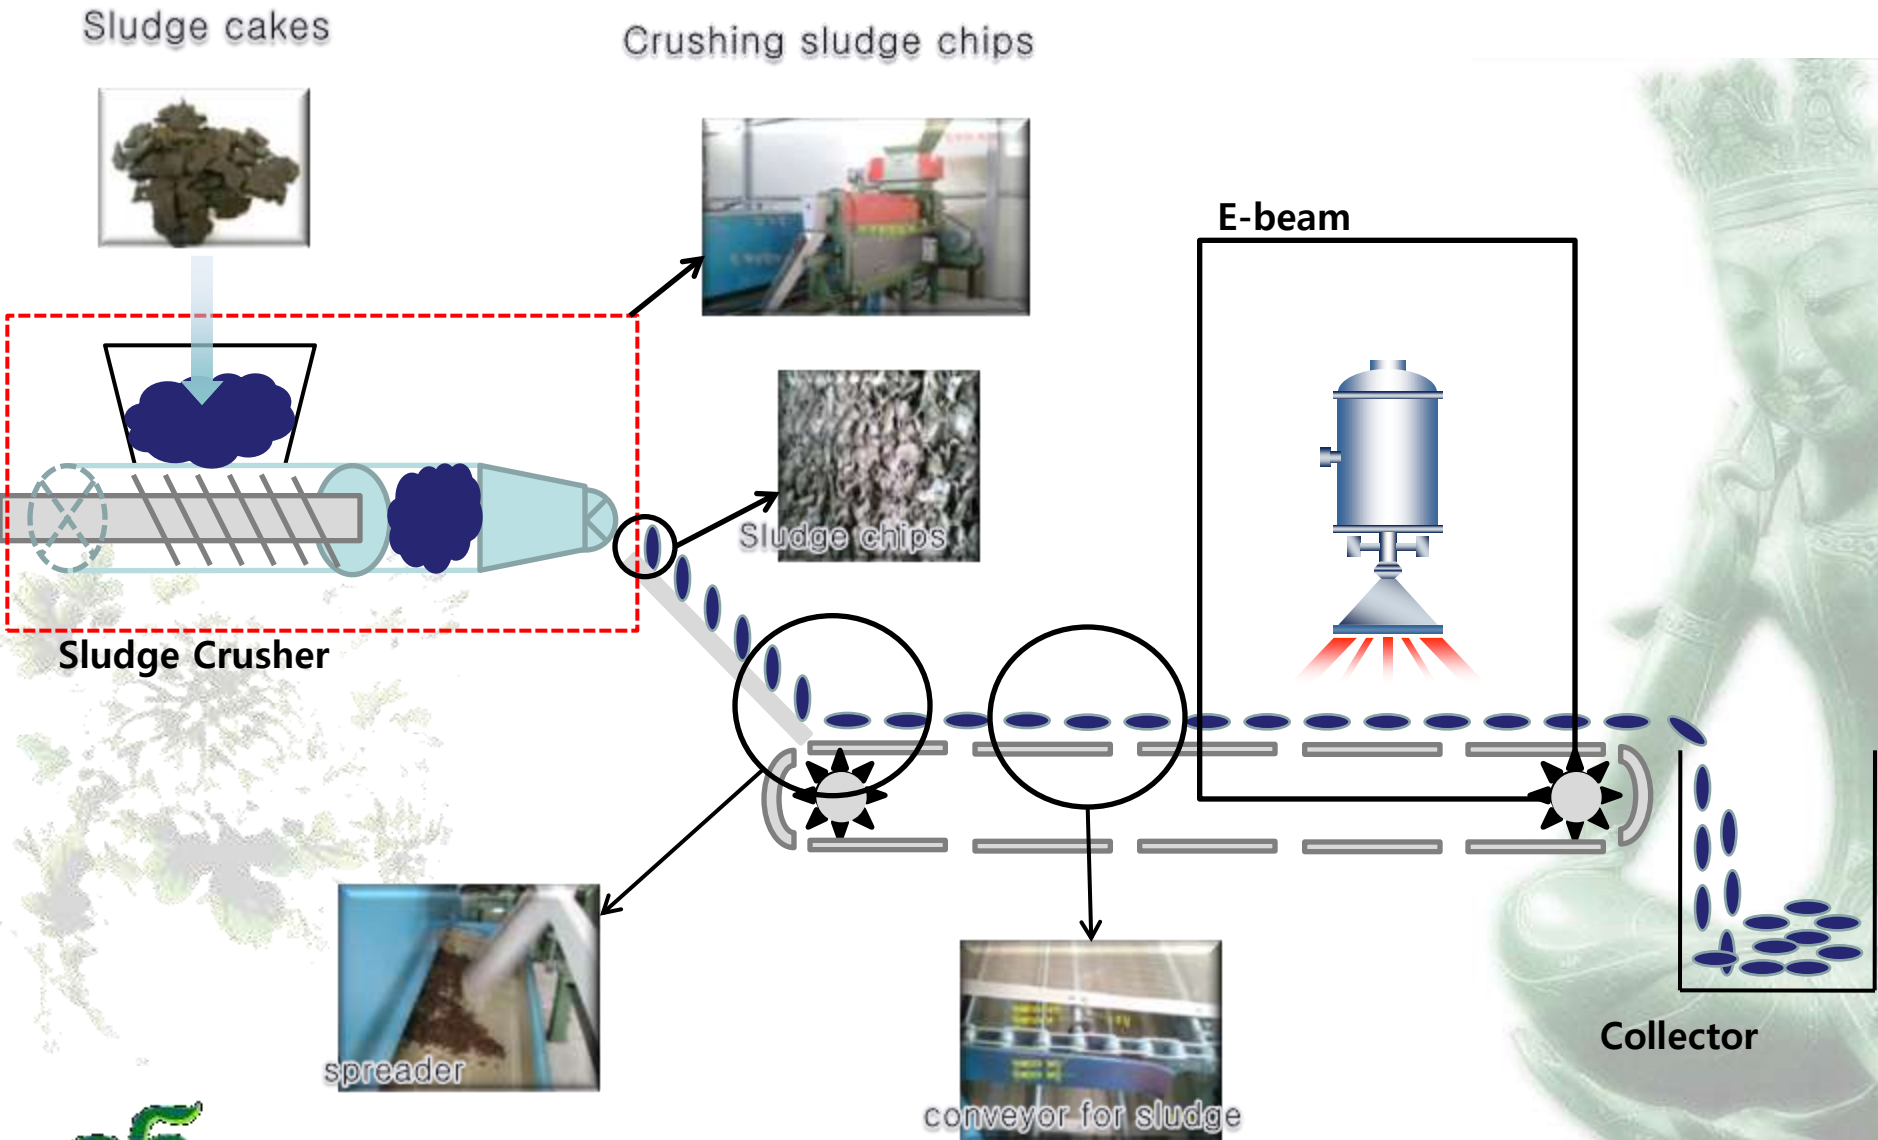 Sludge cakes
Crushing sludge chips
E-beam
Sludge chips
Sludge Crusher
spreader
conveyor for sludge
Collector